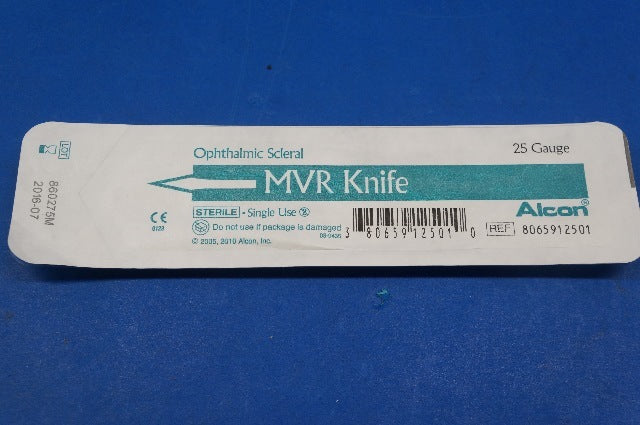 Ophthalmic Scleral
25 Gauge
MVR Knife
STERILE - Single Use 2
Alcon®
Do not use if package is damaged
© 2005, 2010 Alcon, Inc.
3 80659 12501 0
REF 8065912501
CE
0123
LOT
860275M
2016-07